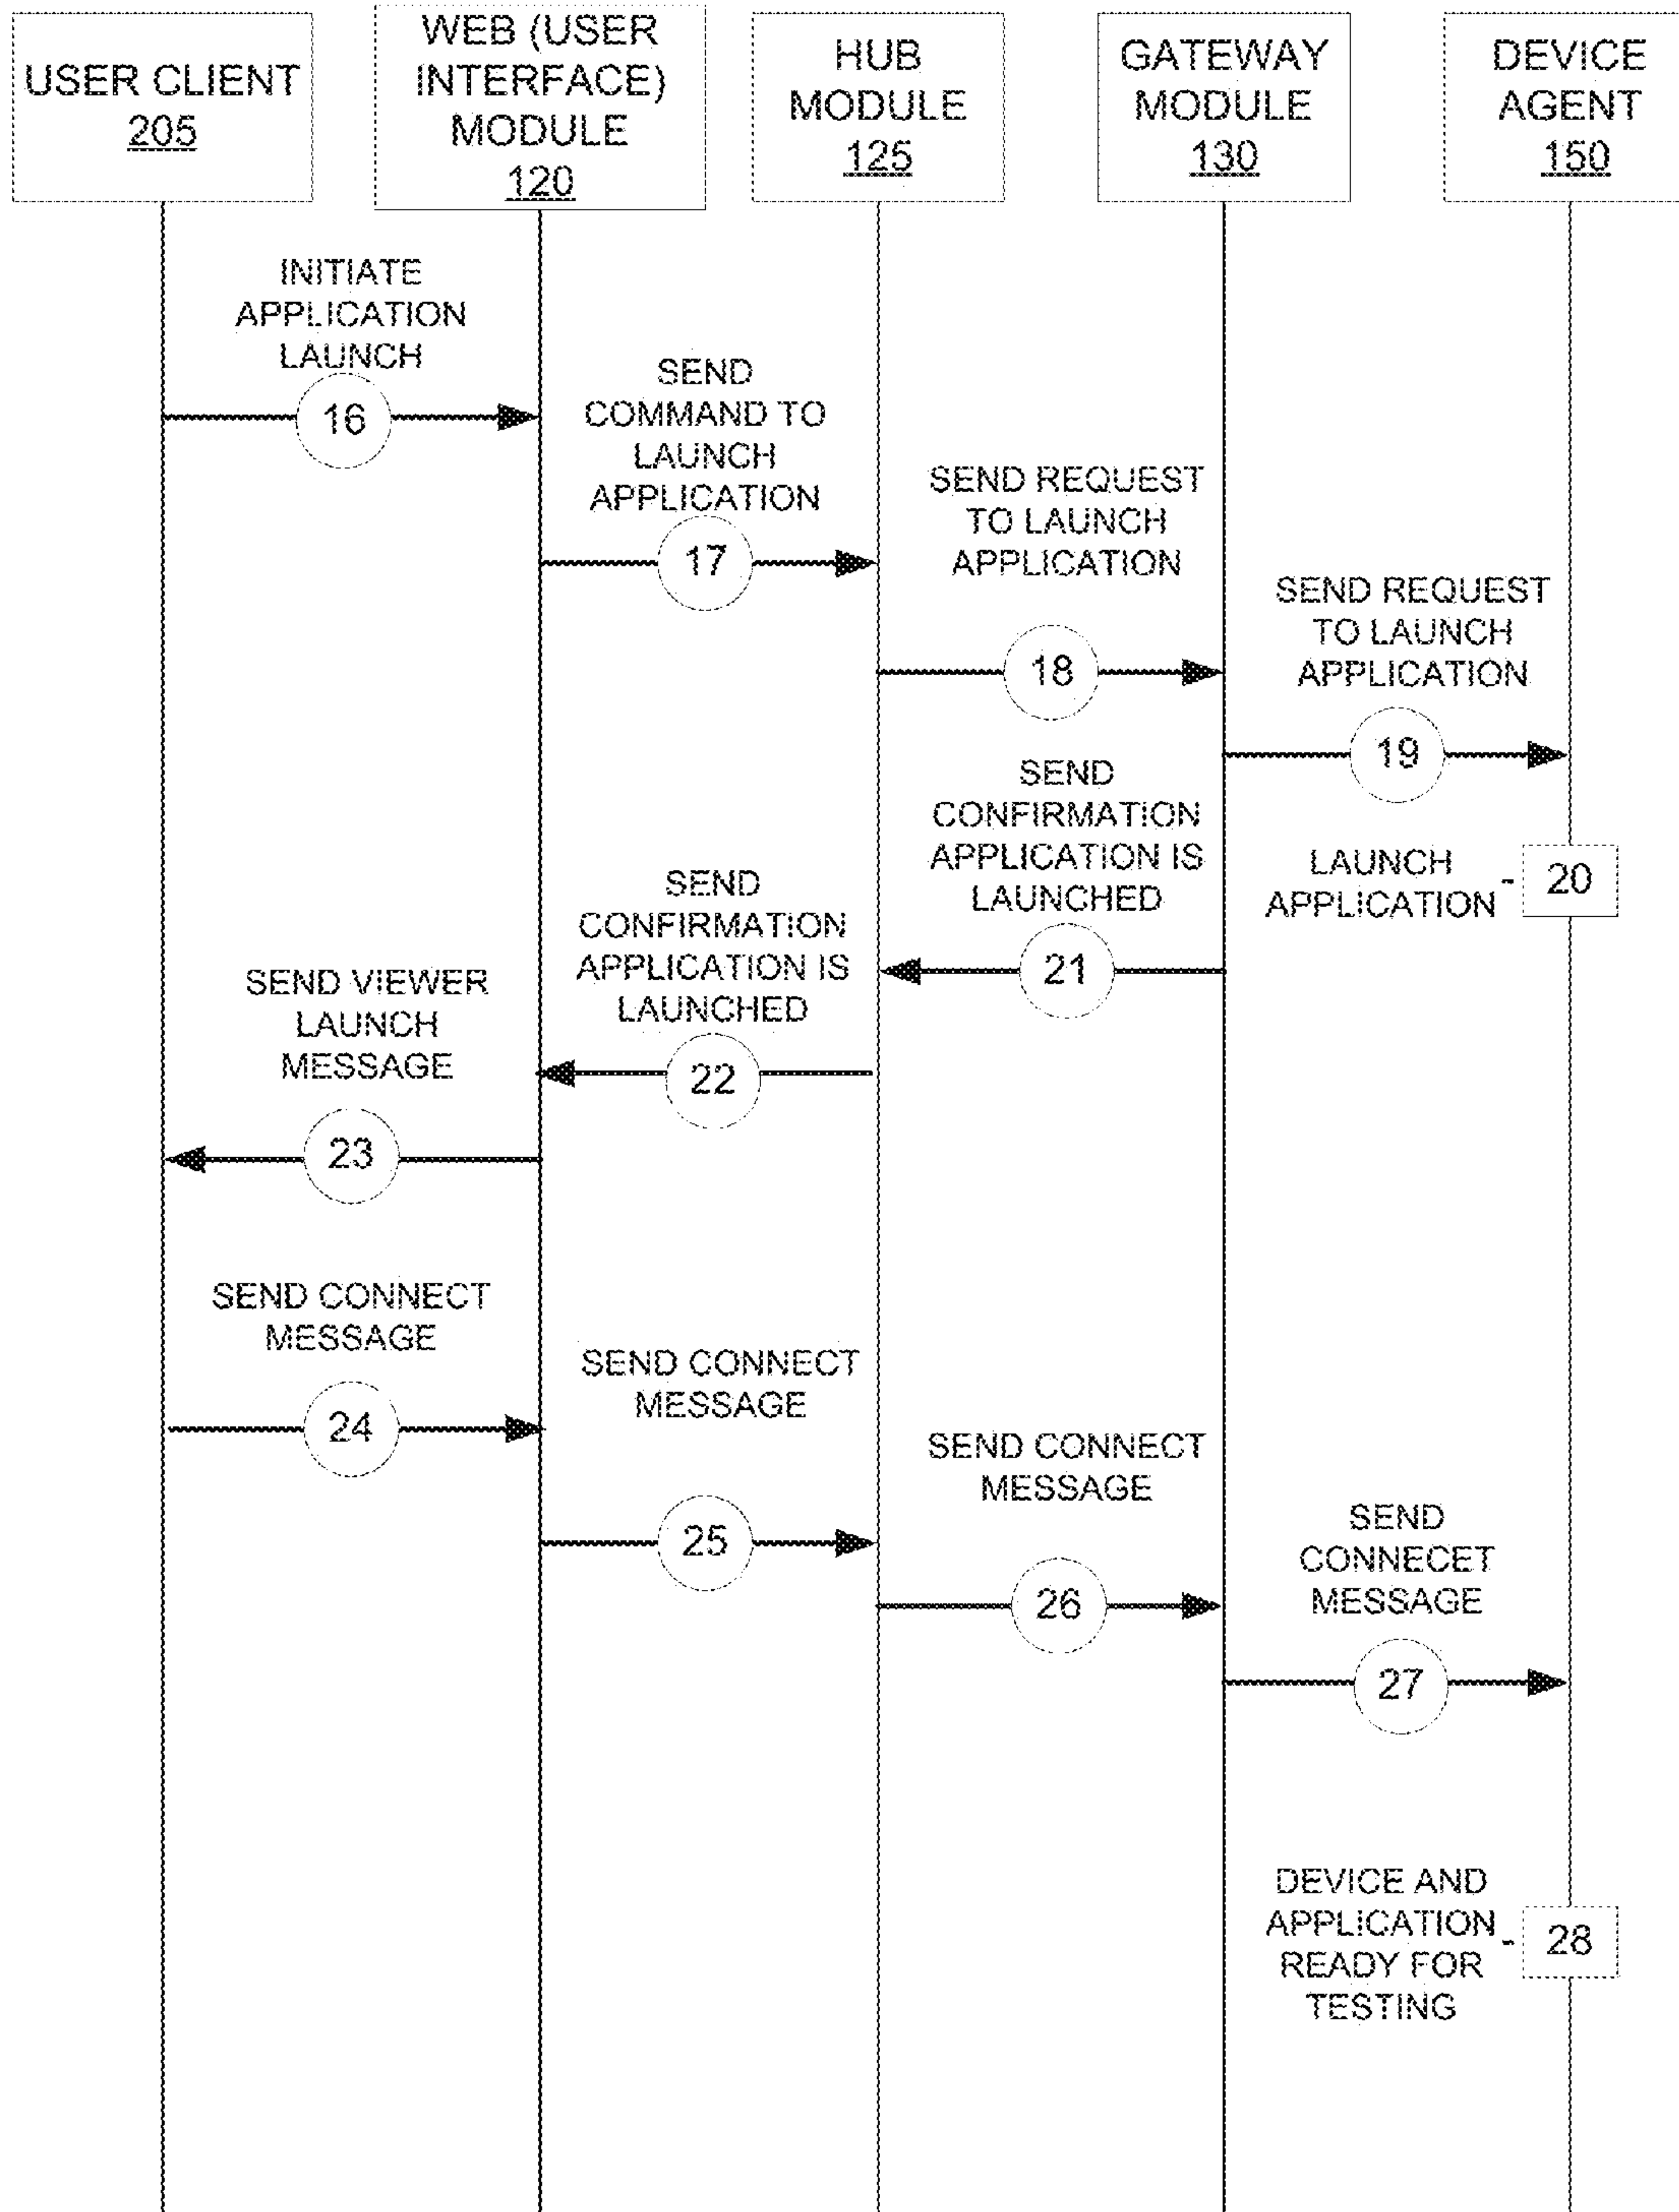 USER CLIENT
205
WEB (USER
INTERFACE)
MODULE
120
HUB
MODULE
125
GATEWAY
MODULE
130
DEVICE
AGENT
150
INITIATE
APPLICATION
LAUNCH
16
SEND
COMMAND TO
LAUNCH
APPLICATION
17
SEND REQUEST
TO LAUNCH
APPLICATION
18
SEND REQUEST
TO LAUNCH
APPLICATION
19
LAUNCH
APPLICATION -
20
SEND
CONFIRMATION
APPLICATION IS
LAUNCHED
21
SEND
CONFIRMATION
APPLICATION IS
LAUNCHED
22
SEND VIEWER
LAUNCH
MESSAGE
23
SEND CONNECT
MESSAGE
24
SEND CONNECT
MESSAGE
25
SEND CONNECT
MESSAGE
26
SEND
CONNECET
MESSAGE
27
DEVICE AND
APPLICATION -
READY FOR
TESTING
28